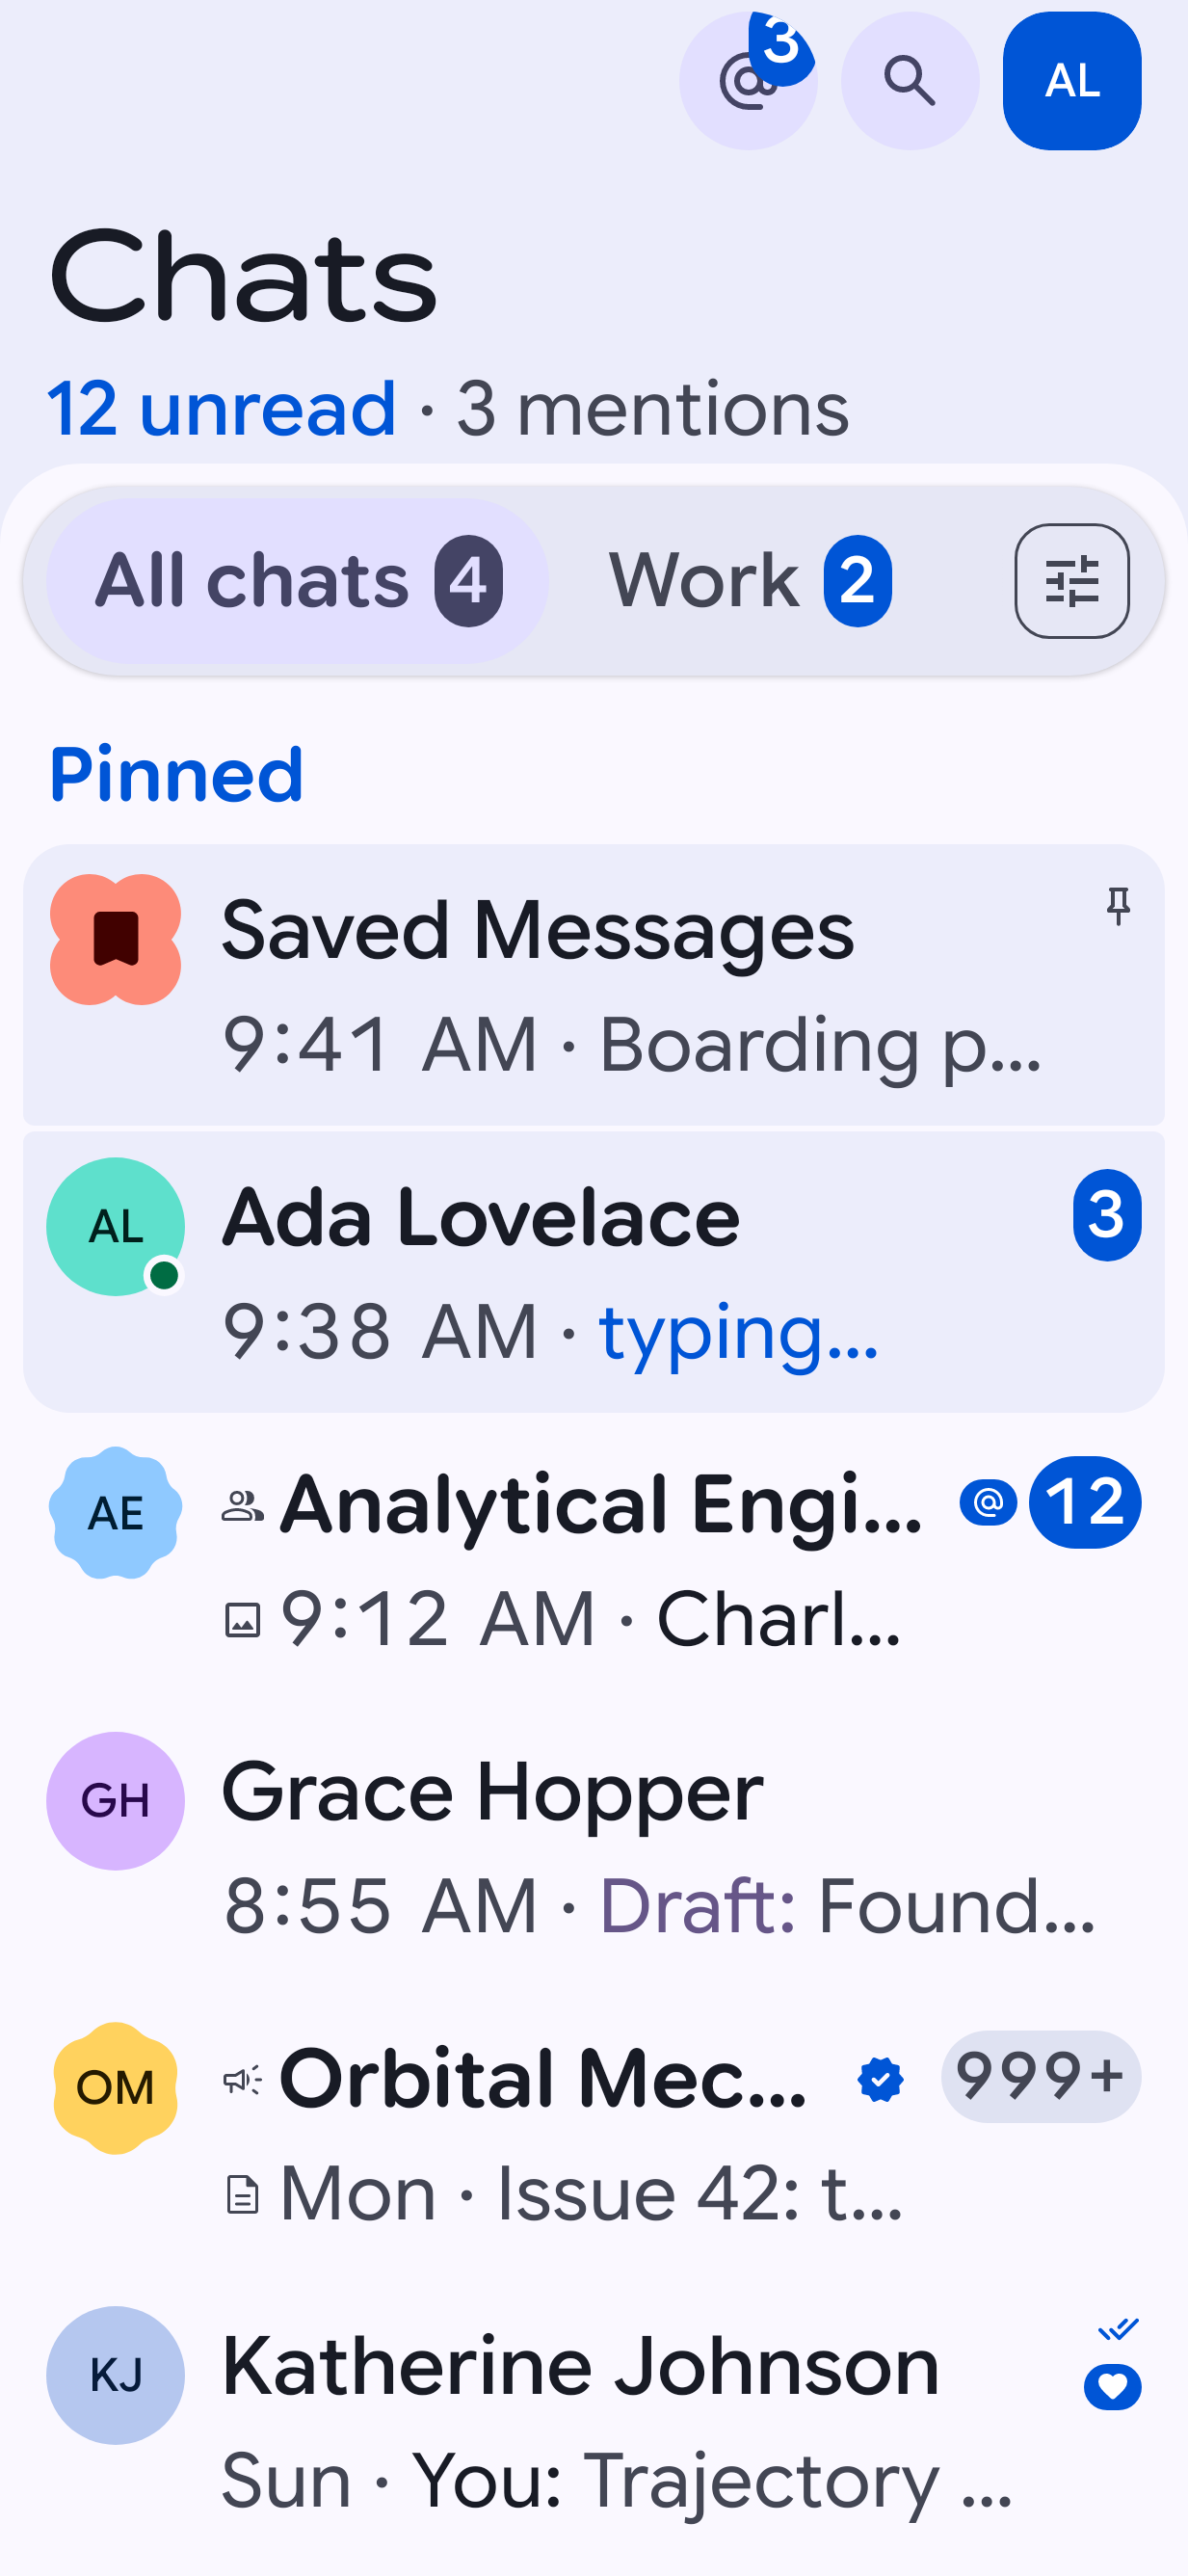 3
AL
Chats
12 unread · 3 mentions
All chats 4 Work 2
Pinned
Saved Messages
9:41 AM · Boarding p...
AL Ada Lovelace 3
9:38 AM · typing...
AE Analytical Engi... 12
9:12 AM · Charl...
GH Grace Hopper
8:55 AM · Draft: Found...
OM Orbital Mec... 999+
Mon · Issue 42: t...
KJ Katherine Johnson
Sun · You: Trajectory ...